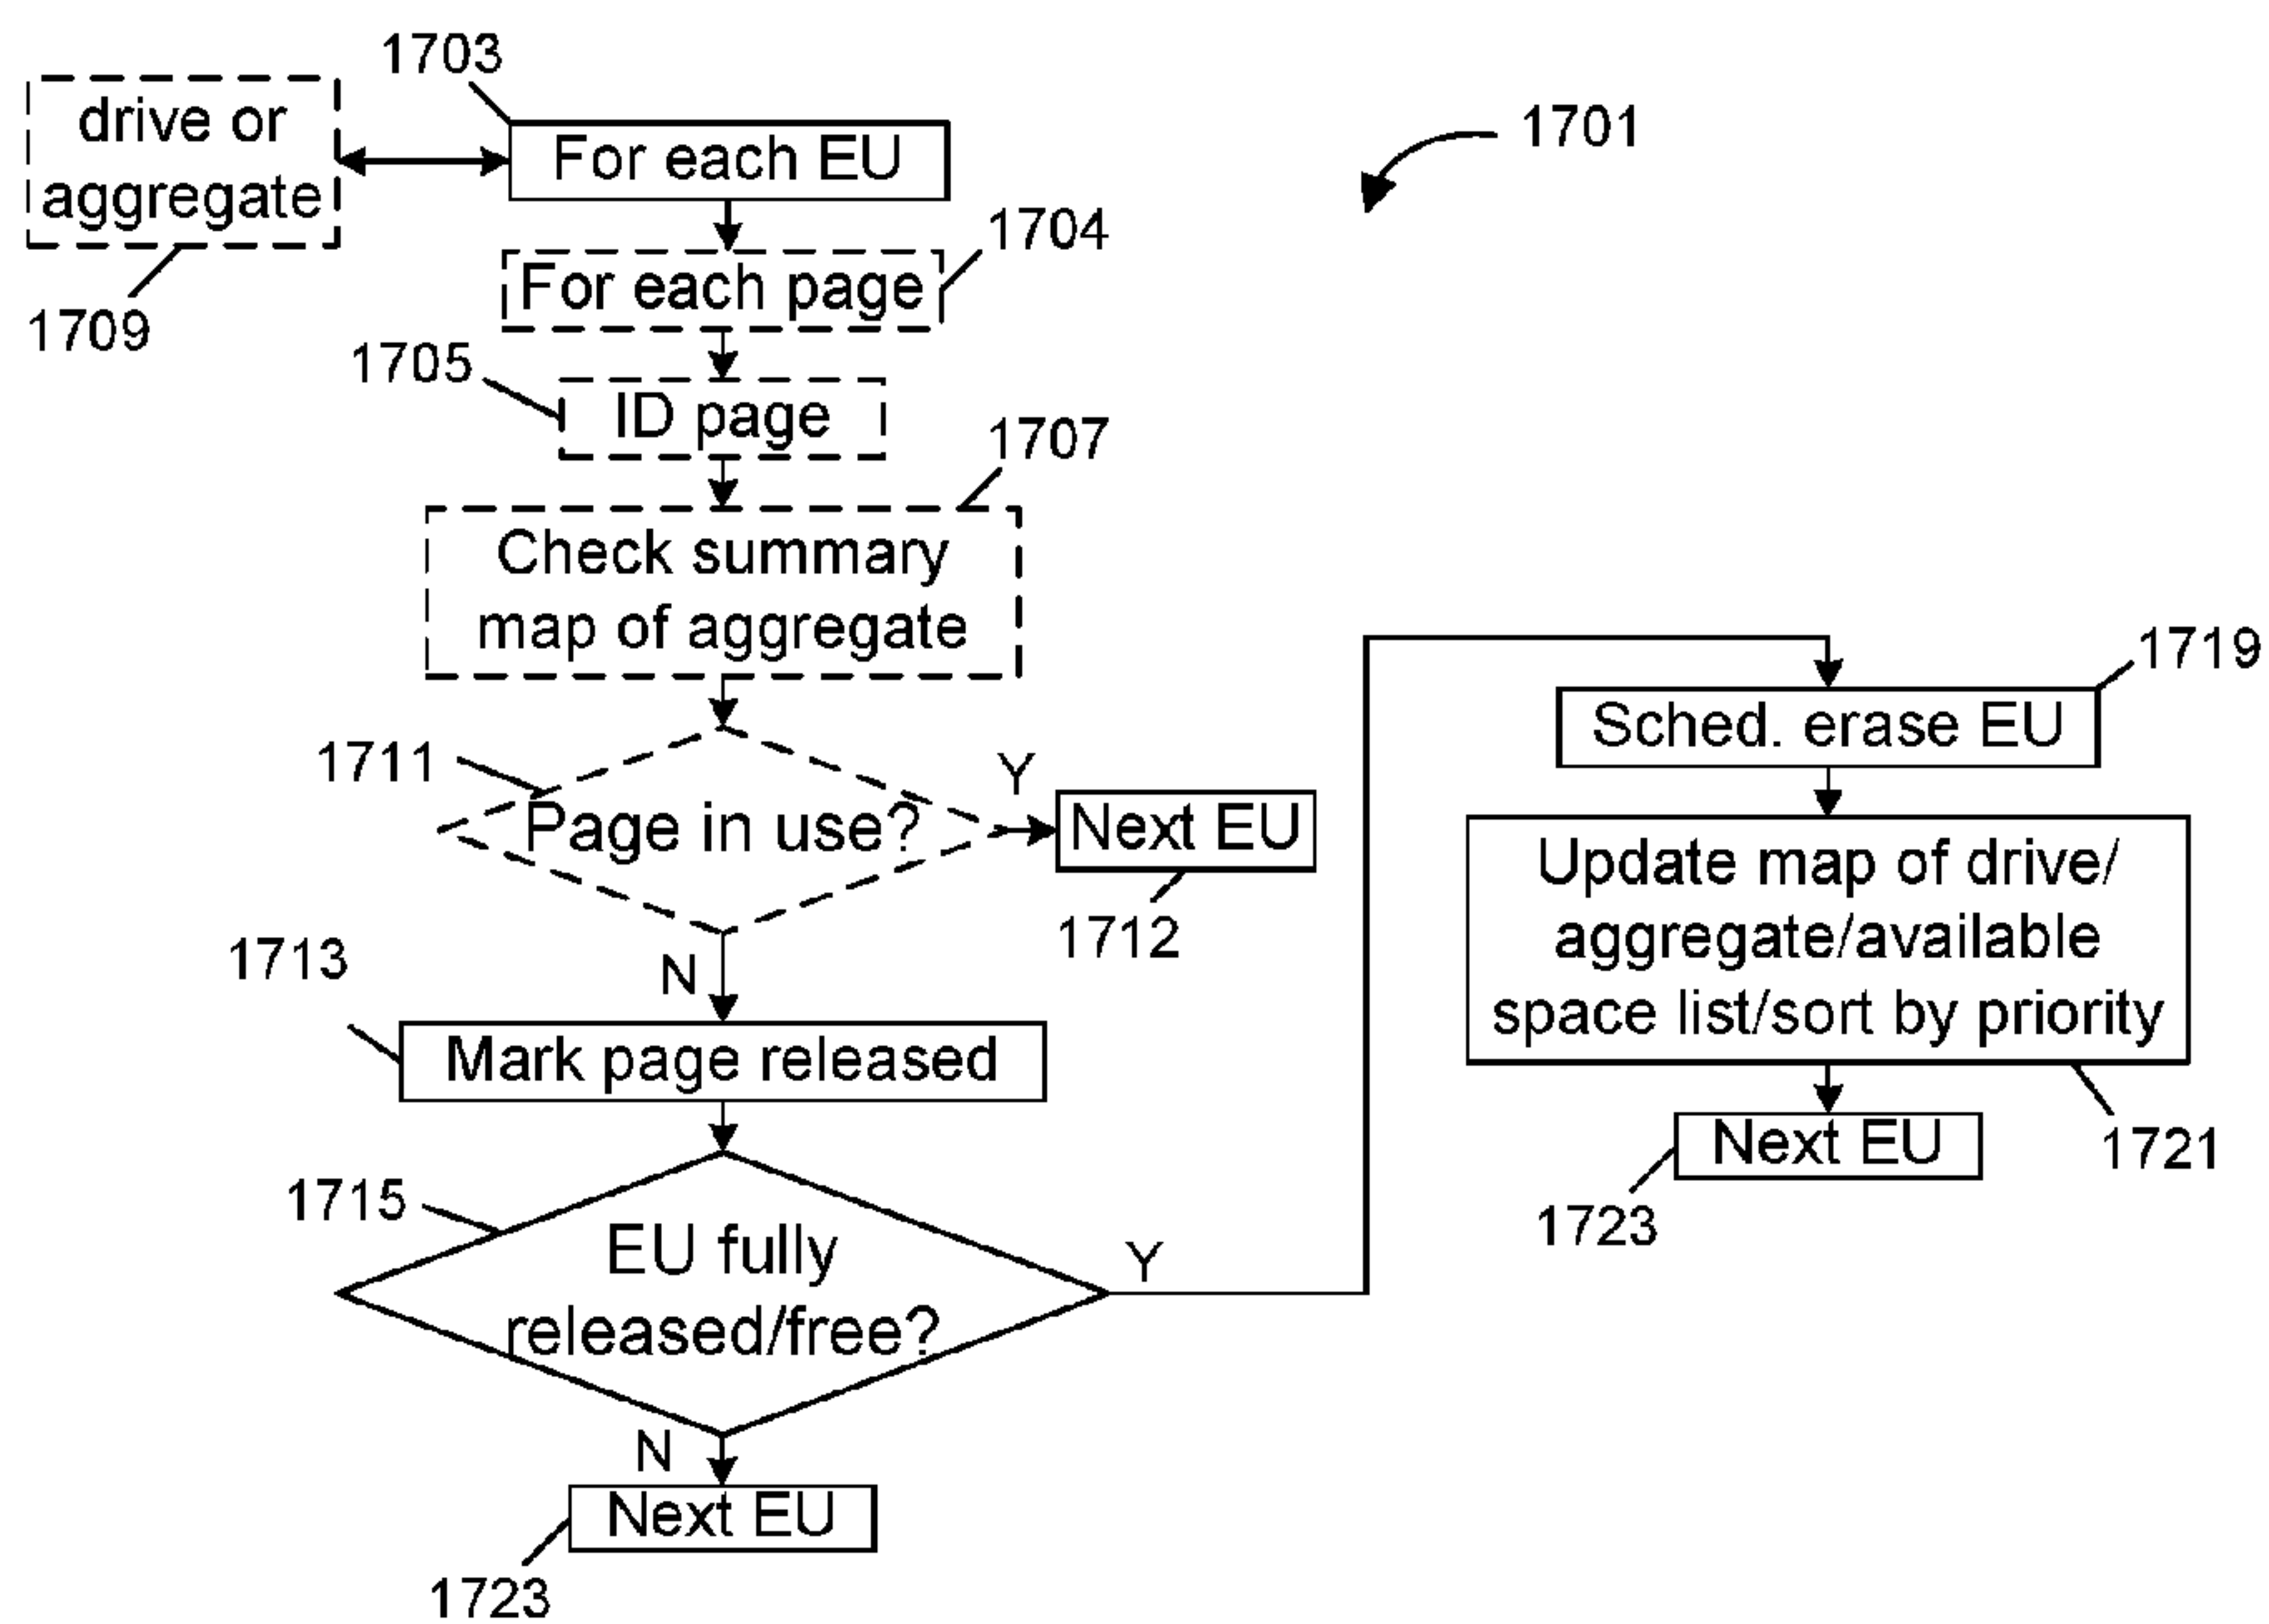 1703
drive or
aggregate
For each EU
1701
1704
For each page
1709
1705
ID page
1707
Check summary
map of aggregate
1711
Page in use?
Y
Next EU
1712
N
1713
Mark page released
1715
EU fully
released/free?
Y
N
Next EU
1723
1719
Sched. erase EU
Update map of drive/
aggregate/available
space list/sort by priority
1721
Next EU
1723